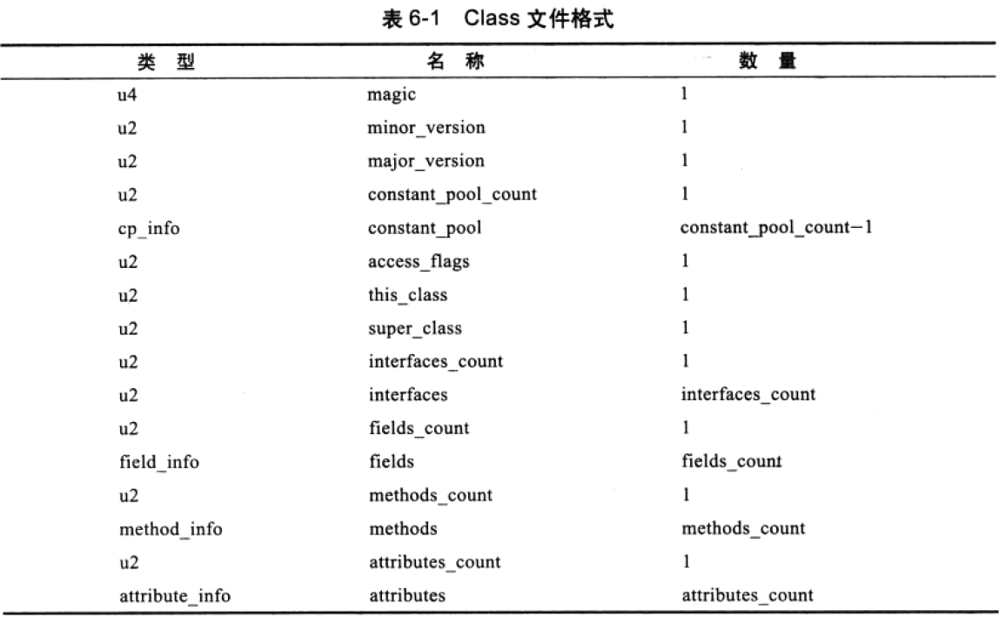 表 6-1 Class 文件格式
类 型 名 称 数 量
u4 magic 1
u2 minor_version 1
u2 major_version 1
u2 constant_pool_count 1
cp_info constant_pool constant_pool_count−1
u2 access_flags 1
u2 this_class 1
u2 super_class 1
u2 interfaces_count 1
u2 interfaces interfaces_count
u2 fields_count 1
field_info fields fields_count
u2 methods_count 1
method_info methods methods_count
u2 attributes_count 1
attribute_info attributes attributes_count